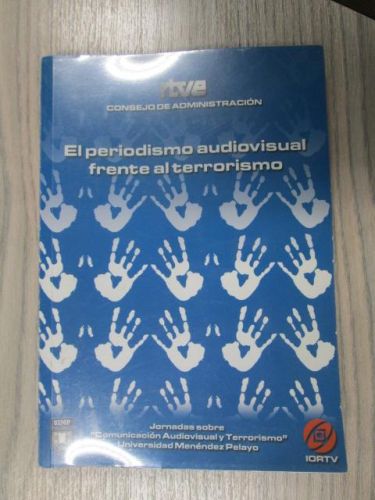 rtve
CONSEJO DE ADMINISTRACIÓN
El periodismo audiovisual
frente al terrorismo
Jornadas sobre
"Comunicación Audiovisual y Terrorismo"
Universidad Menéndez Pelayo
UIMP
IORTV